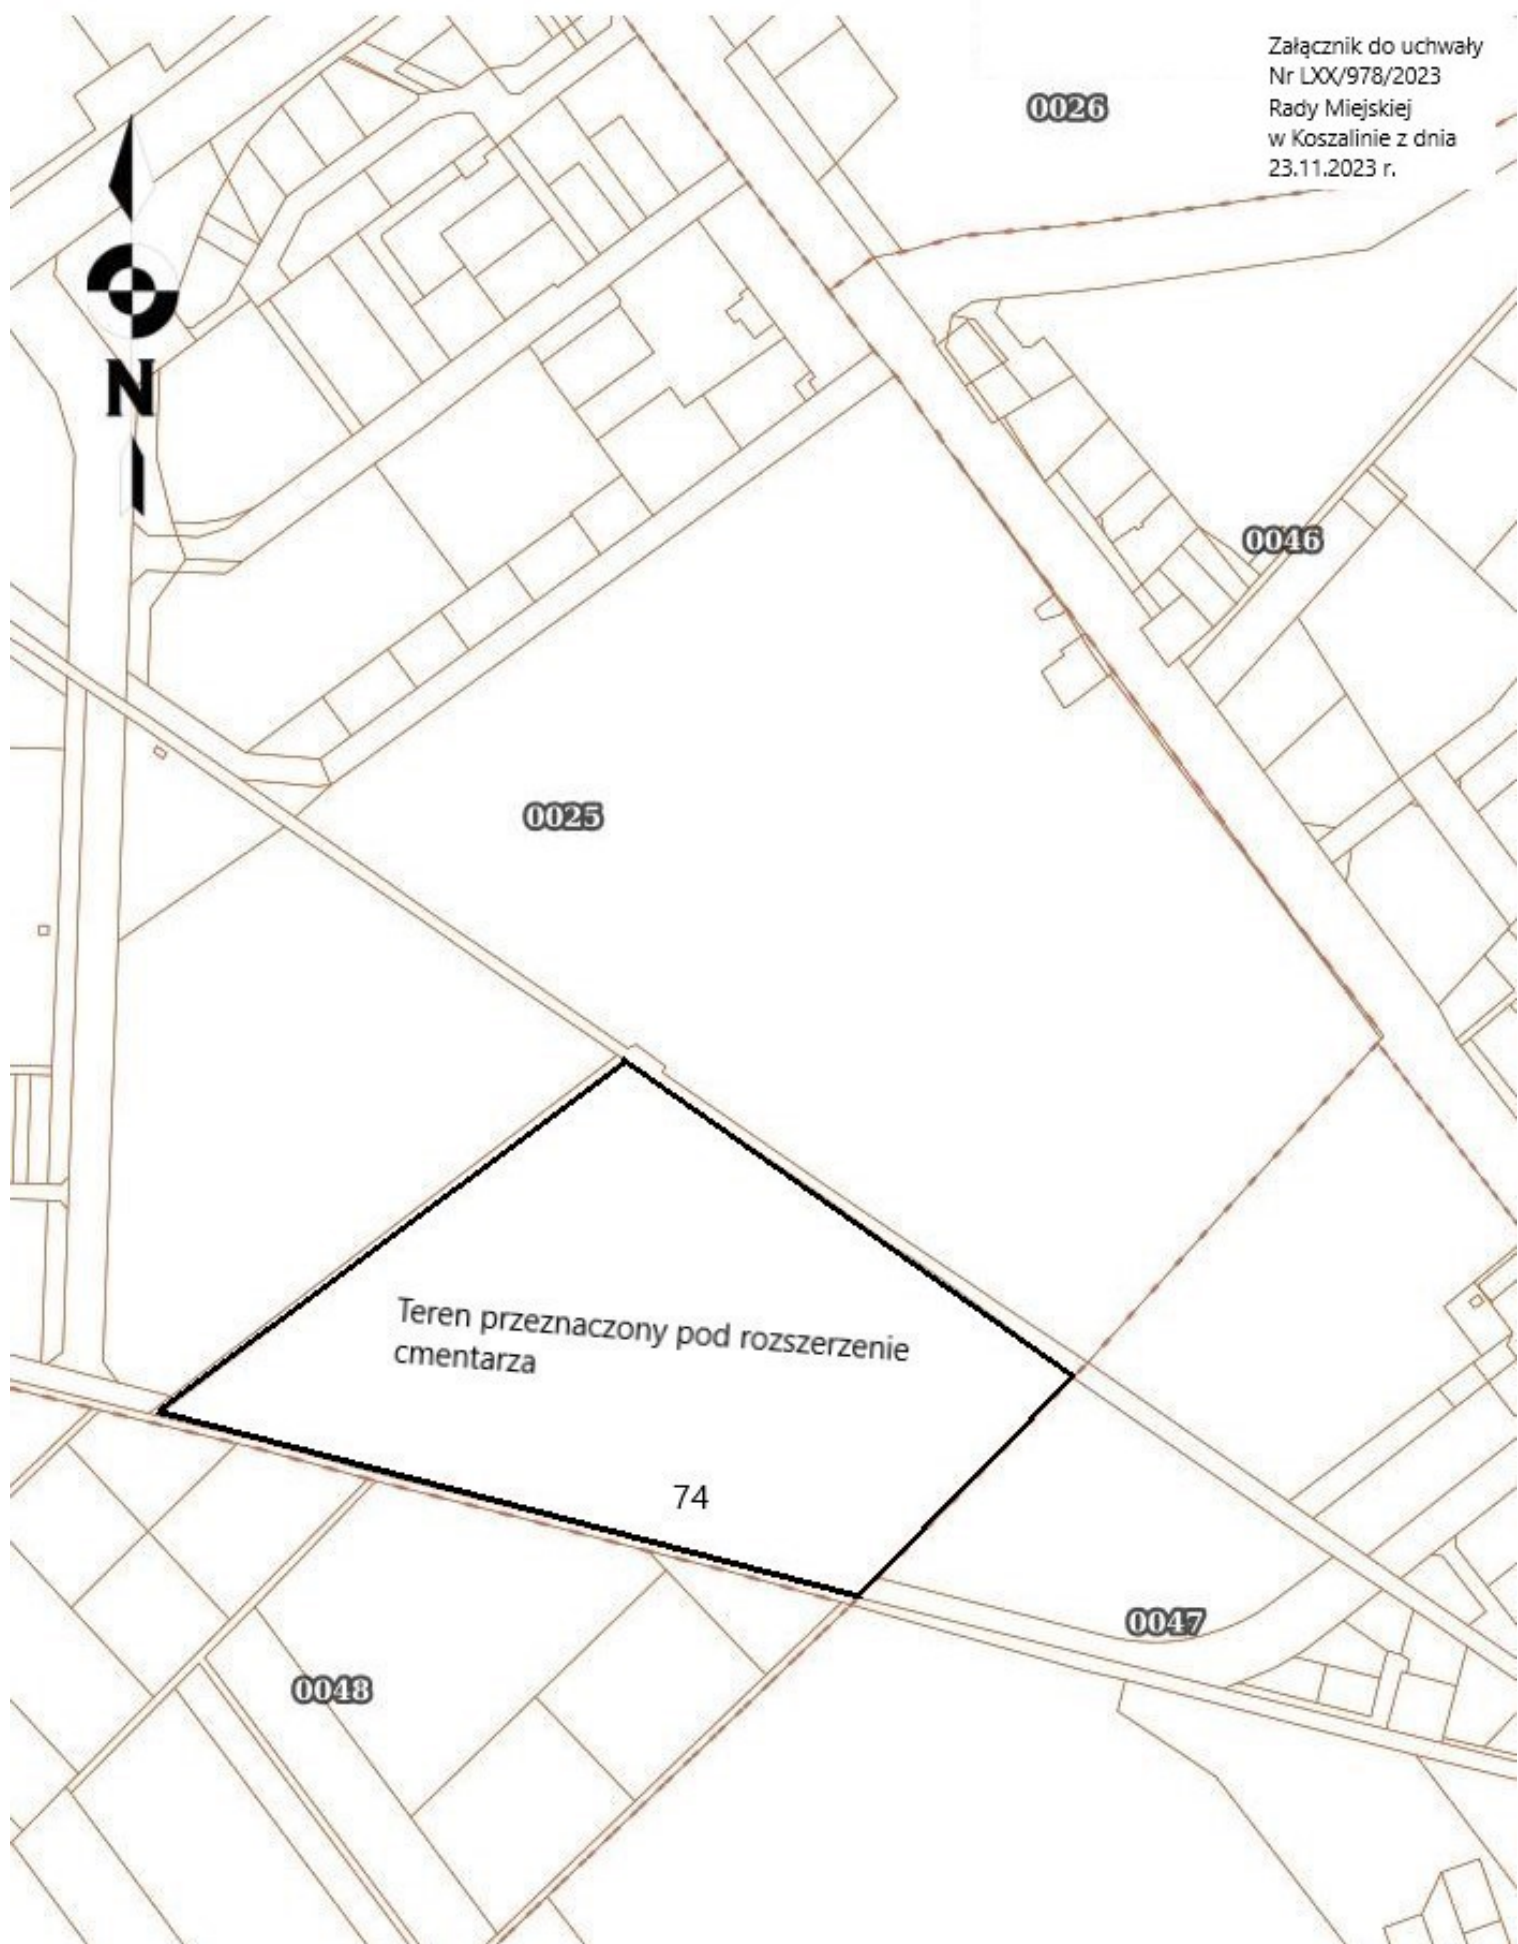 Załącznik do uchwały
Nr LXX/978/2023
Rady Miejskiej
w Koszalinie z dnia
23.11.2023 r.
0026
N
0046
0025
Teren przeznaczony pod rozszerzenie
cmentarza
74
0047
0048